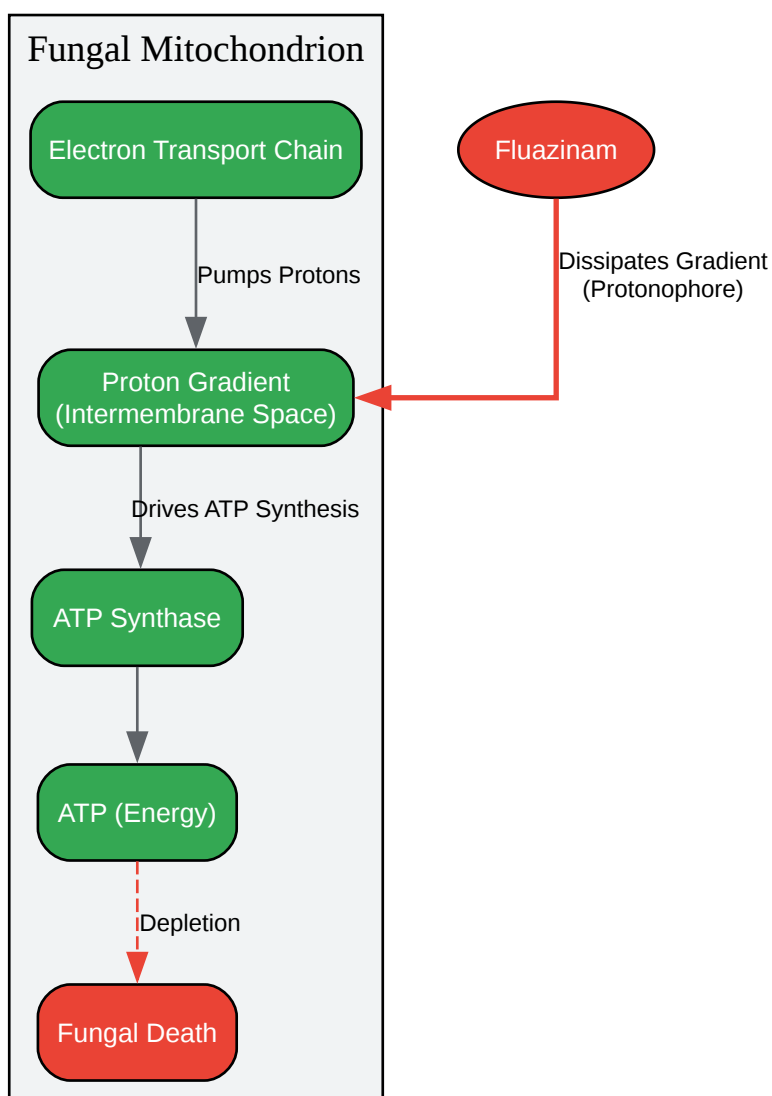 Fungal Mitochondrion
Electron Transport Chain
Fluazinam
Pumps Protons
Dissipates Gradient
(Protonophore)
Proton Gradient
(Intermembrane Space)
Drives ATP Synthesis
ATP Synthase
ATP (Energy)
Depletion
Fungal Death